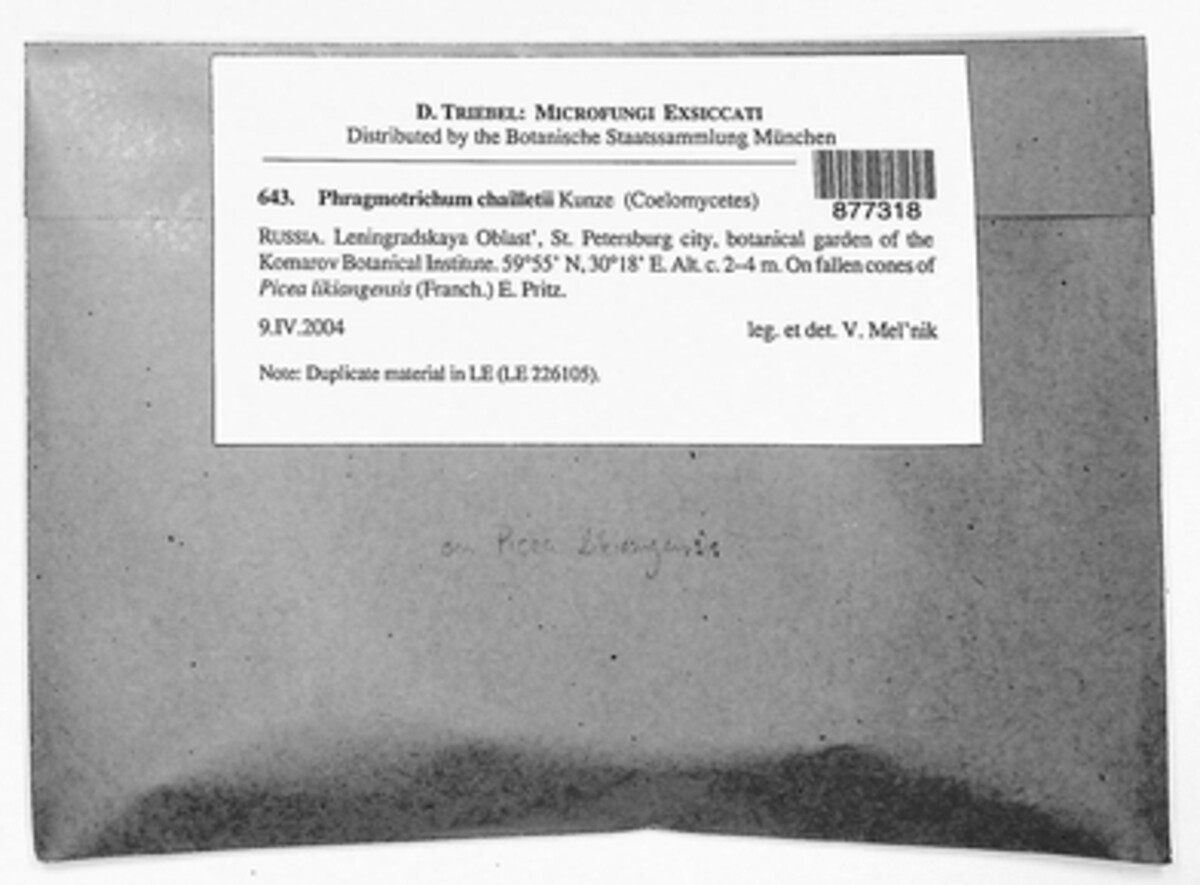 D. TRIEBEL: MICROFUNGI EXSICCATI
Distributed by the Botanische Staatssammlung München
877318
643. Phragmotrichum chailletii Kunze (Coelomycetes)
RUSSIA. Leningradskaya Oblast', St. Petersburg city, botanical garden of the
Komarov Botanical Institute. 59°55' N, 30°18' E. Alt. c. 2–4 m. On fallen cones of
Picea likiangensis (Franch.) E. Pritz.
9.IV.2004 leg. et det. V. Mel'nik
Note: Duplicate material in LE (LE 226105).
on Picea likiangensis